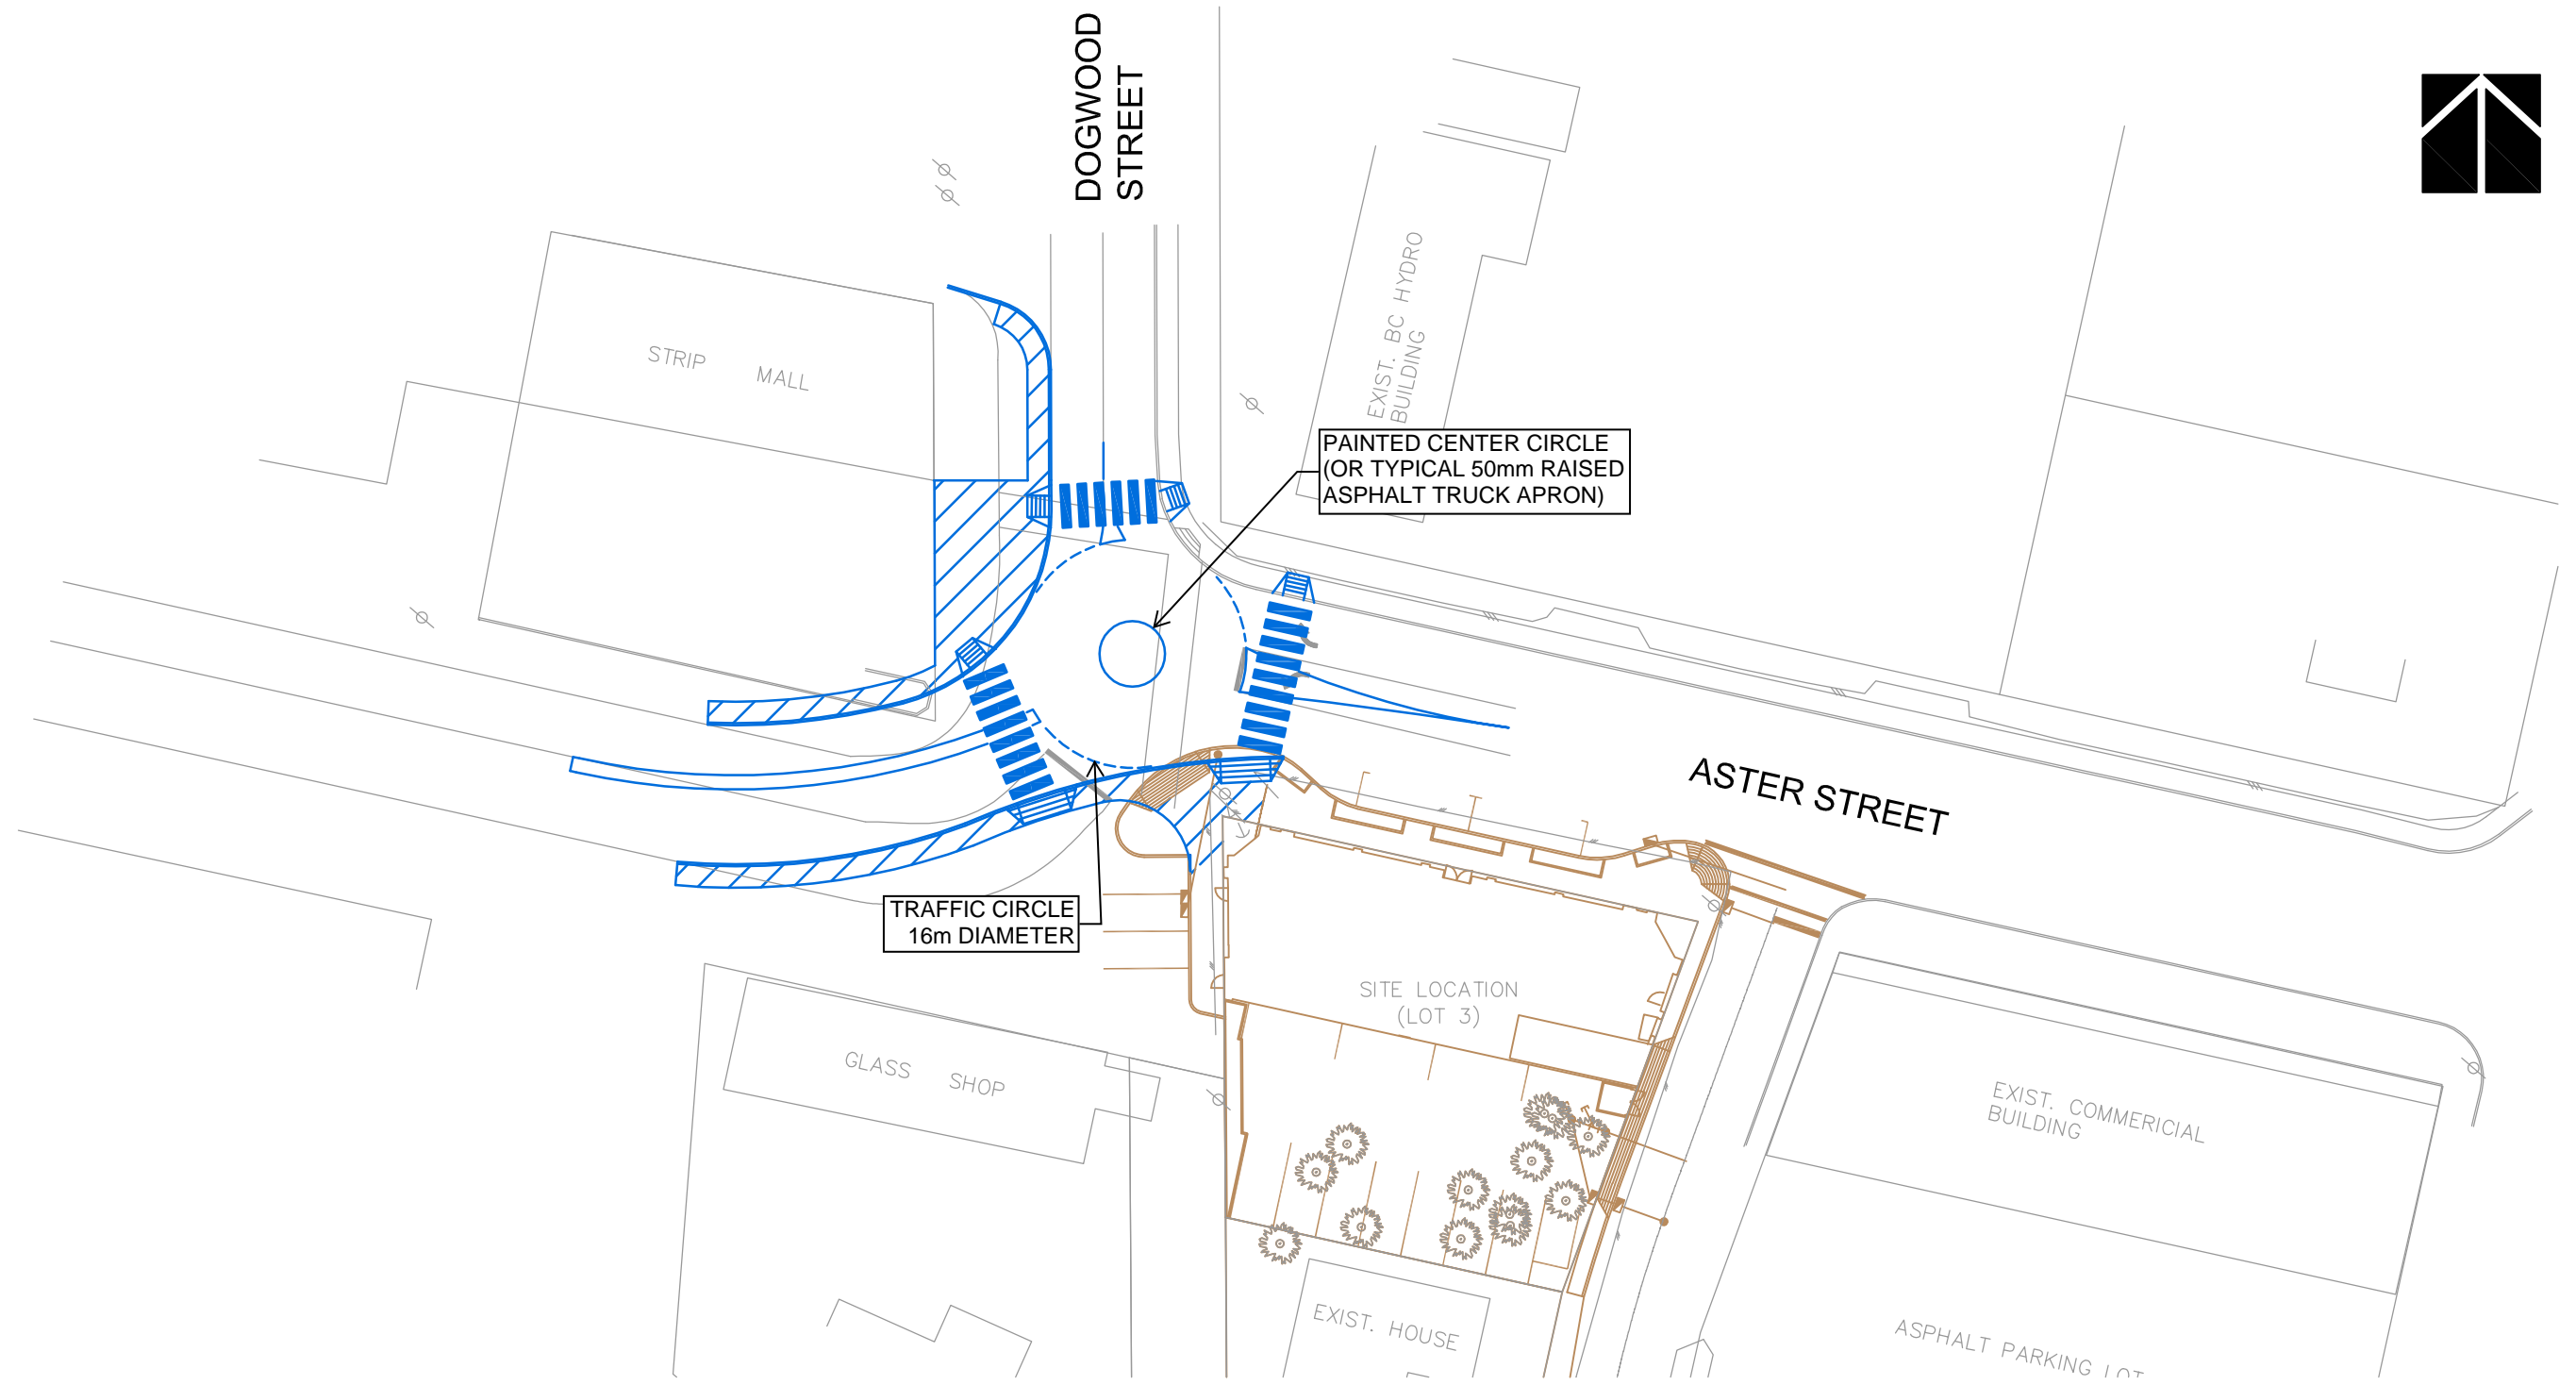 DOGWOOD
STREET
STRIP MALL
EXIST. BC HYDRO
BUILDING
PAINTED CENTER CIRCLE
(OR TYPICAL 50mm RAISED
ASPHALT TRUCK APRON)
ASTER STREET
TRAFFIC CIRCLE
16m DIAMETER
SITE LOCATION
(LOT 3)
GLASS SHOP
EXIST. COMMERICIAL
BUILDING
EXIST. HOUSE
ASPHALT PARKING LOT